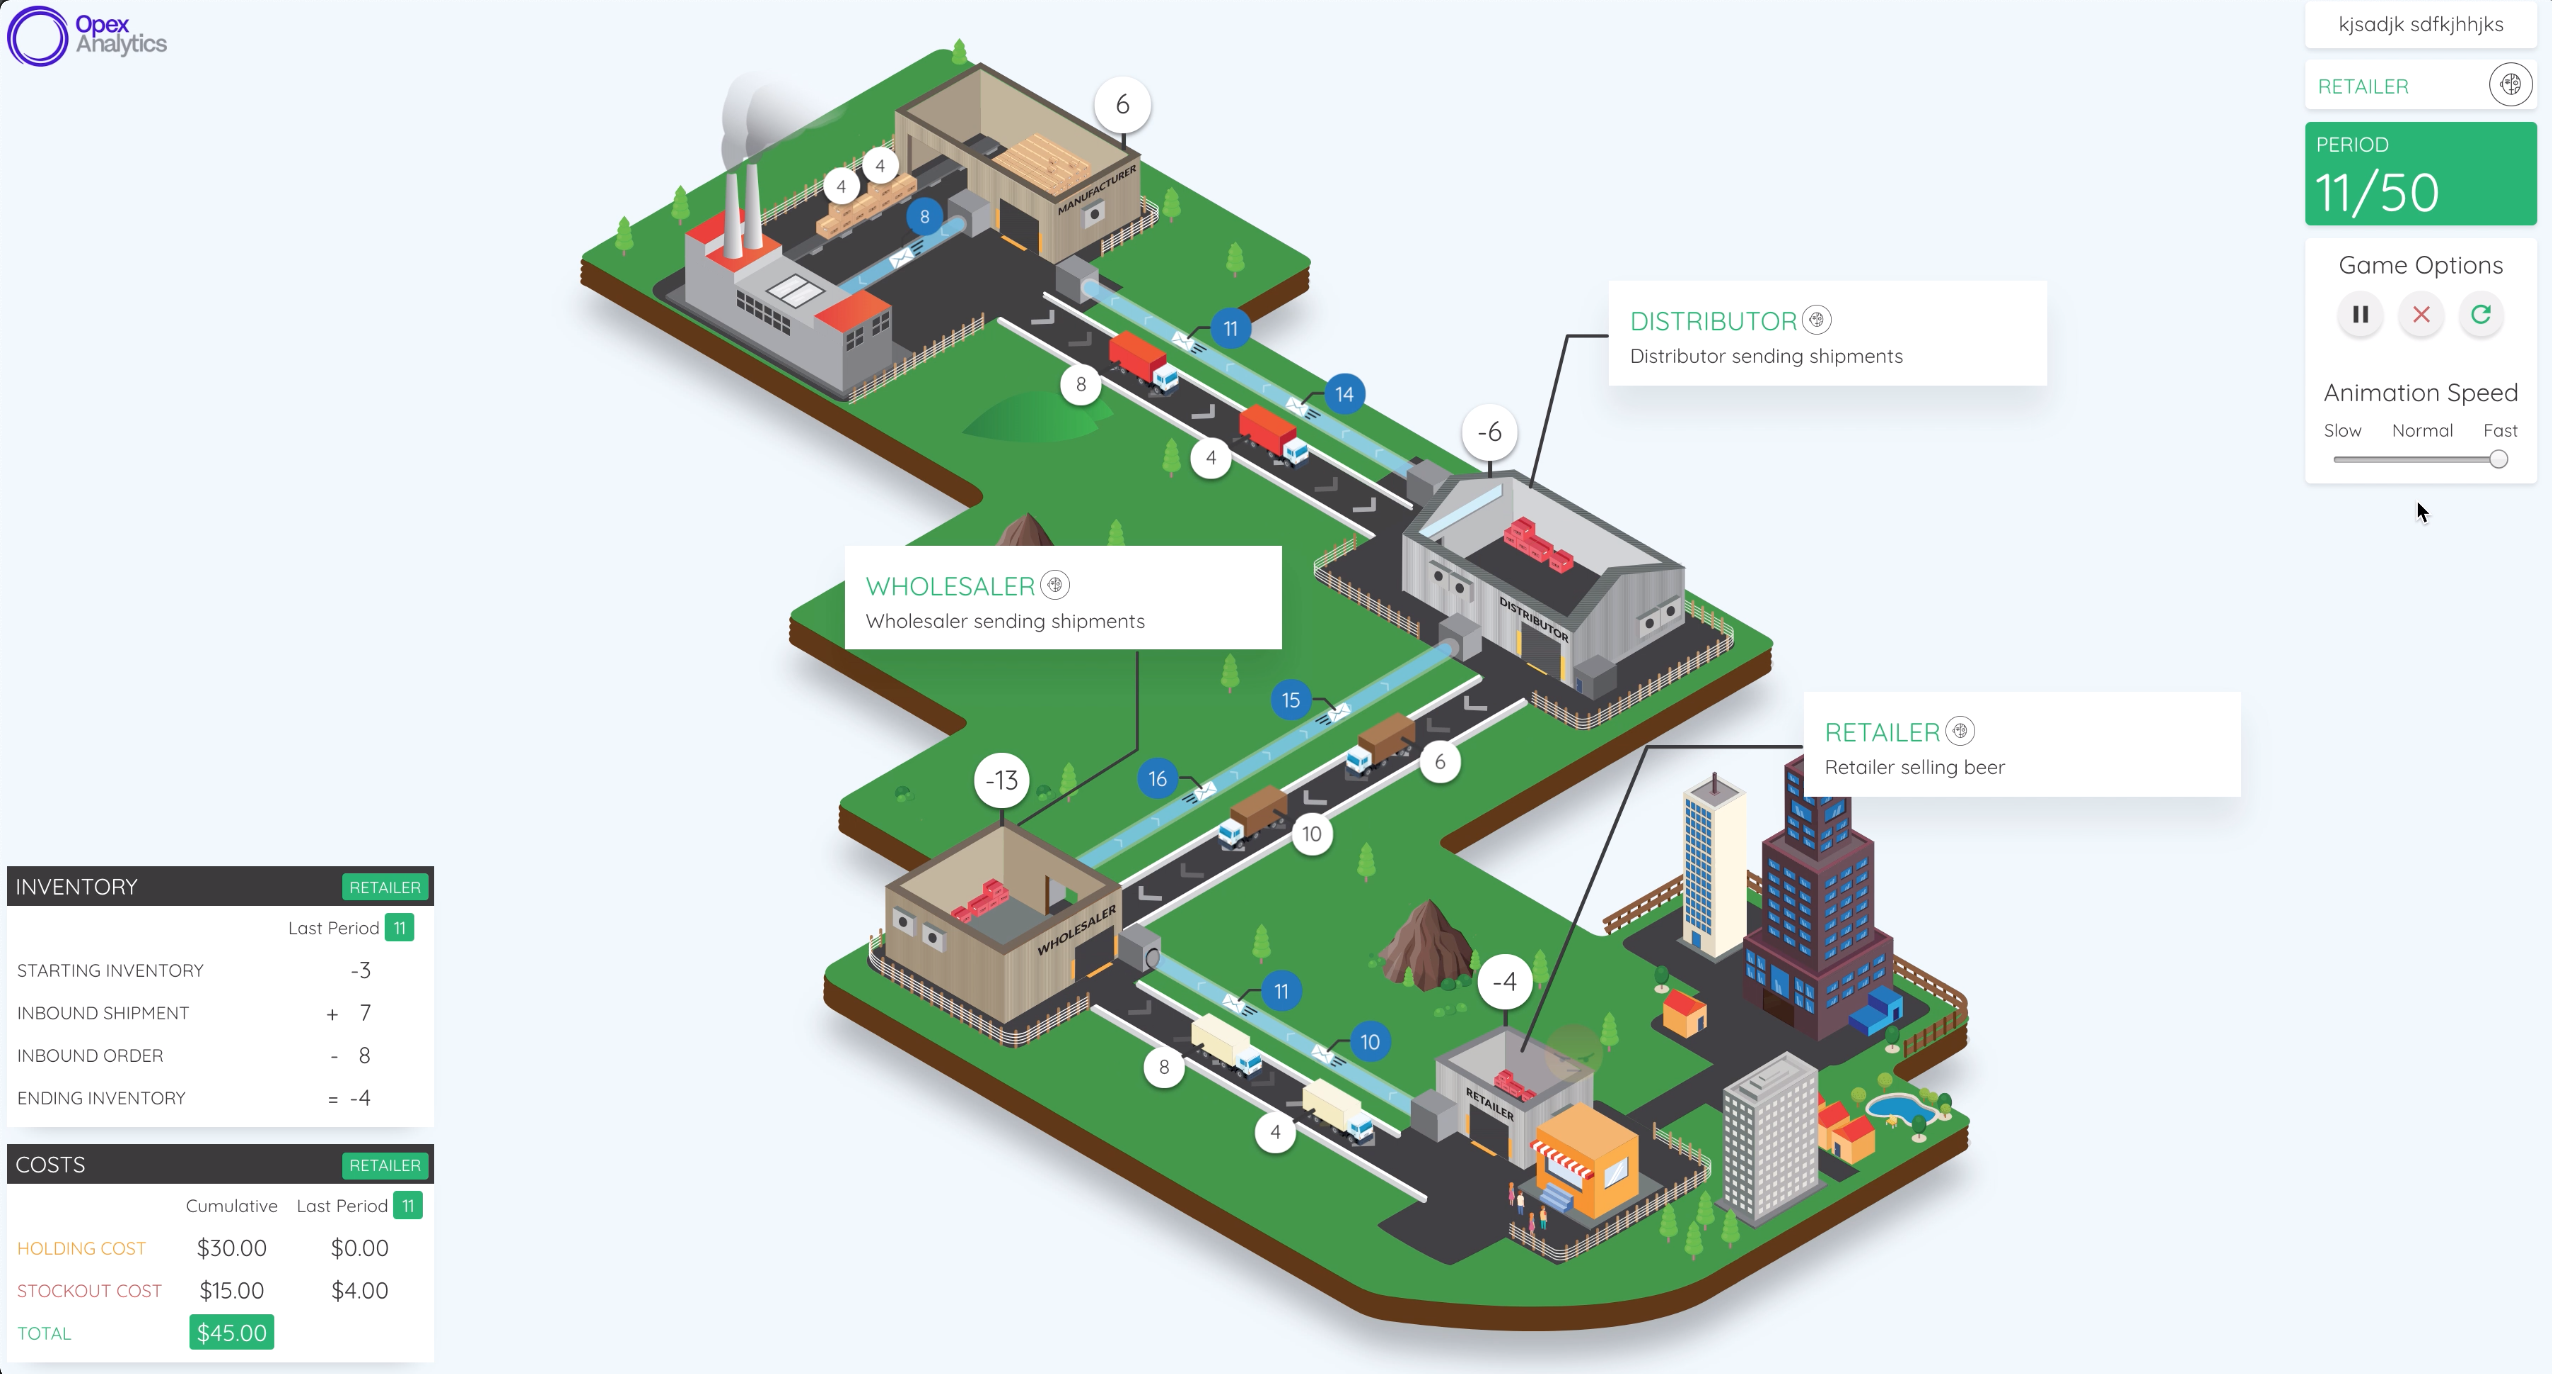 Opex
Analytics
kjsadjk sdfkjhhjks
RETAILER
PERIOD
11/50
Game Options
Animation Speed
Slow Normal Fast
6
MANUFACTURER
4
4
8
11
14
8
4
DISTRIBUTOR
Distributor sending shipments
-6
DISTRIBUTOR
WHOLESALER
Wholesaler sending shipments
15
16
6
10
-13
WHOLESALER
RETAILER
Retailer selling beer
11
10
8
4
-4
RETAILER
INVENTORY RETAILER
Last Period 11
STARTING INVENTORY -3
INBOUND SHIPMENT + 7
INBOUND ORDER - 8
ENDING INVENTORY = -4
COSTS RETAILER
Cumulative Last Period 11
HOLDING COST $30.00 $0.00
STOCKOUT COST $15.00 $4.00
TOTAL $45.00